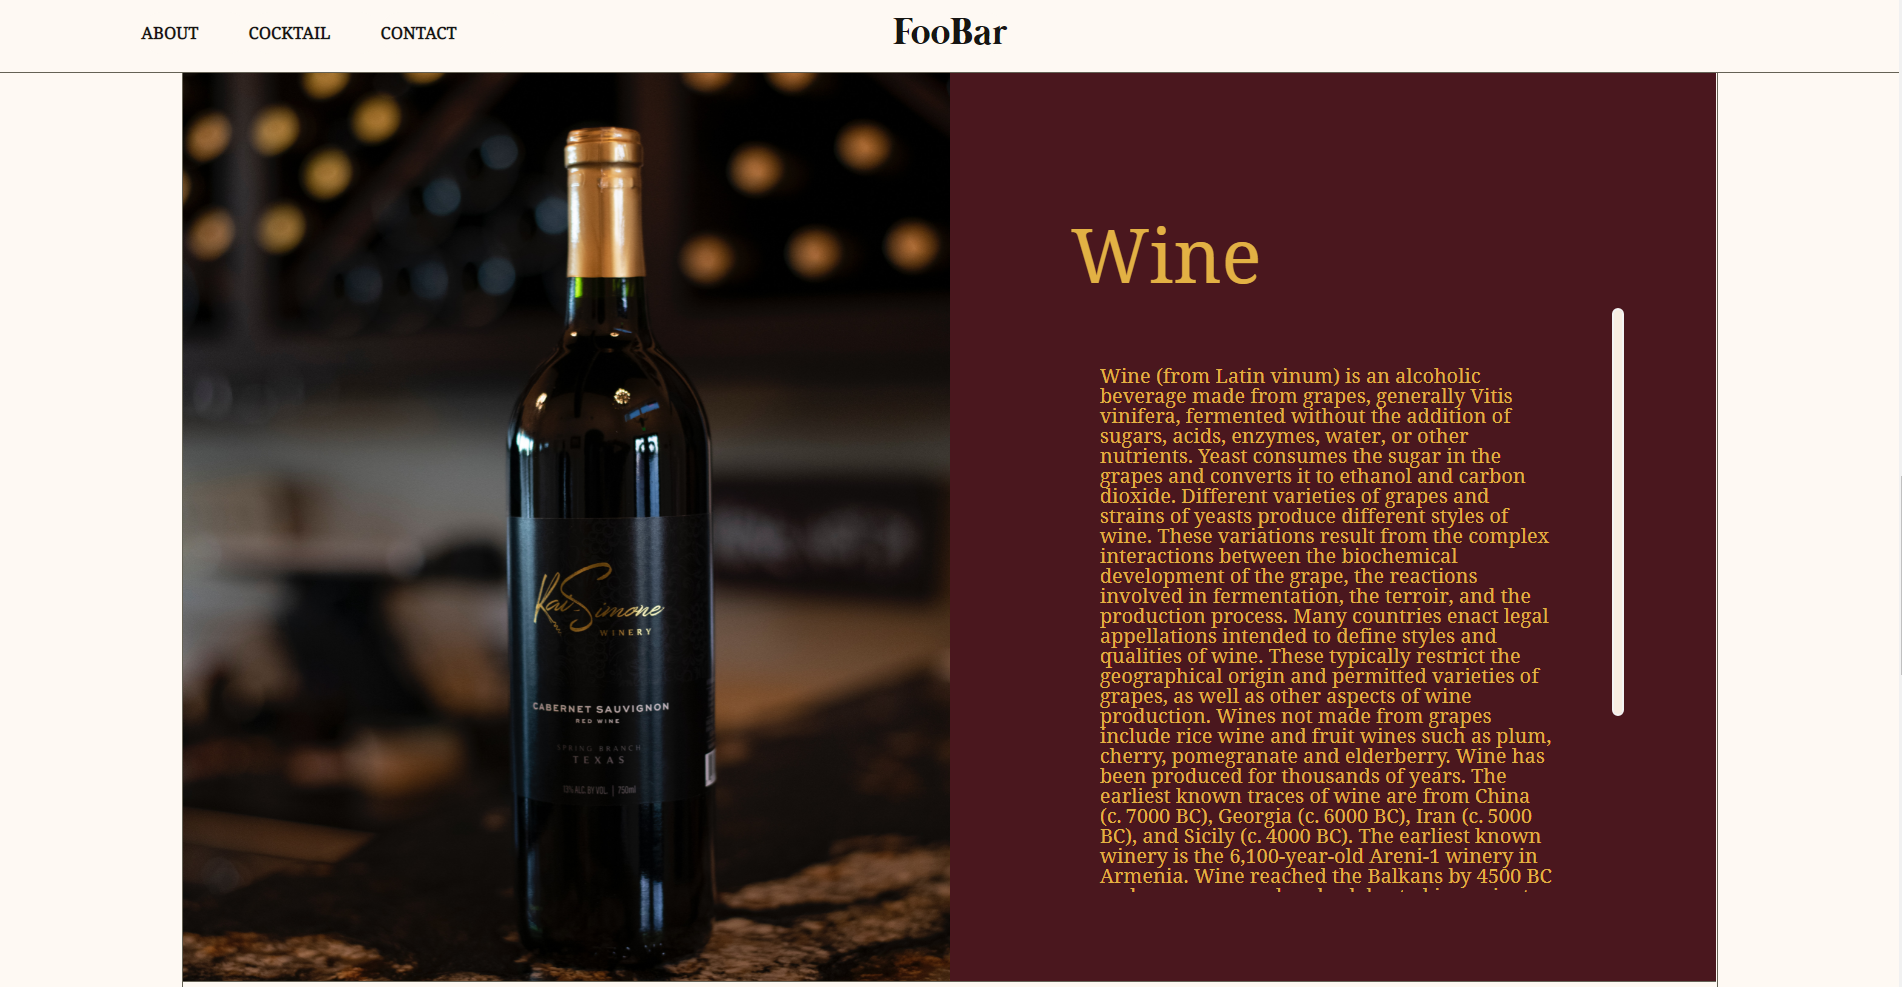 ABOUT COCKTAIL CONTACT FooBar
Kai Simone
WINERY
CABERNET SAUVIGNON
RED WINE
SPRING BRANCH
TEXAS
13% ALC. BY VOL. | 750ml
Wine
Wine (from Latin vinum) is an alcoholic
beverage made from grapes, generally Vitis
vinifera, fermented without the addition of
sugars, acids, enzymes, water, or other
nutrients. Yeast consumes the sugar in the
grapes and converts it to ethanol and carbon
dioxide. Different varieties of grapes and
strains of yeasts produce different styles of
wine. These variations result from the complex
interactions between the biochemical
development of the grape, the reactions
involved in fermentation, the terroir, and the
production process. Many countries enact legal
appellations intended to define styles and
qualities of wine. These typically restrict the
geographical origin and permitted varieties of
grapes, as well as other aspects of wine
production. Wines not made from grapes
include rice wine and fruit wines such as plum,
cherry, pomegranate and elderberry. Wine has
been produced for thousands of years. The
earliest known traces of wine are from China
(c. 7000 BC), Georgia (c. 6000 BC), Iran (c. 5000
BC), and Sicily (c. 4000 BC). The earliest known
winery is the 6,100-year-old Areni-1 winery in
Armenia. Wine reached the Balkans by 4500 BC